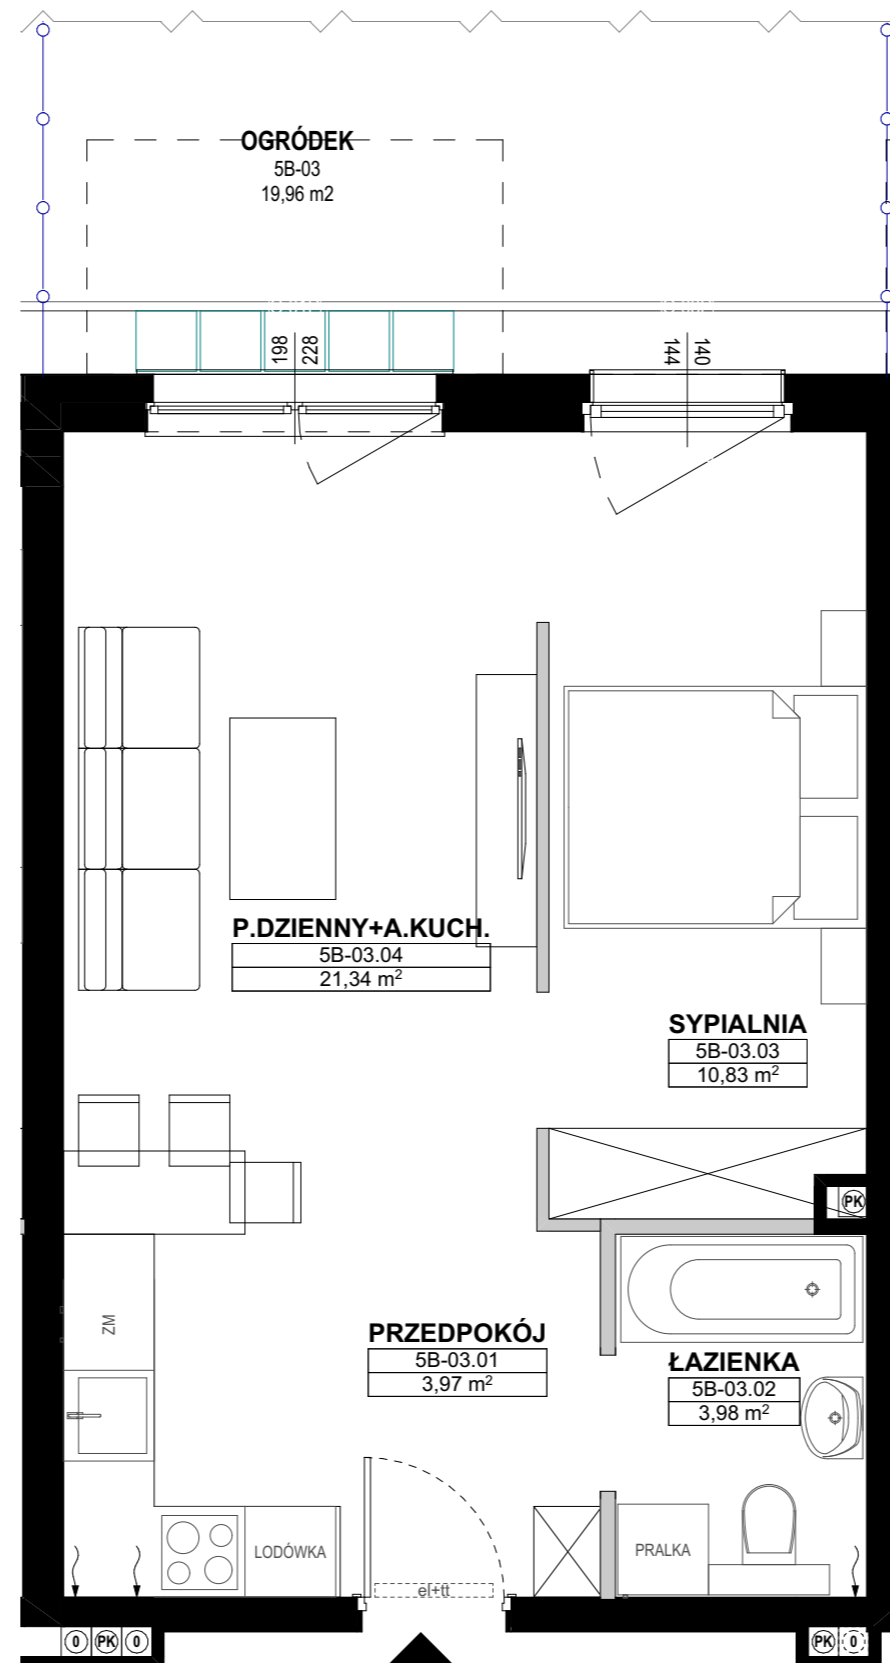 OGRÓDEK
5B-03
19,96 m2
198
228
144
140
P.DZIENNY+A.KUCH.
5B-03.04
21,34 m²
SYPIALNIA
5B-03.03
10,83 m²
PK
ZM
PRZEDPOKÓJ
5B-03.01
3,97 m²
ŁAZIENKA
5B-03.02
3,98 m²
LODÓWKA
PRALKA
el+tt
0 PK 0
PK 0